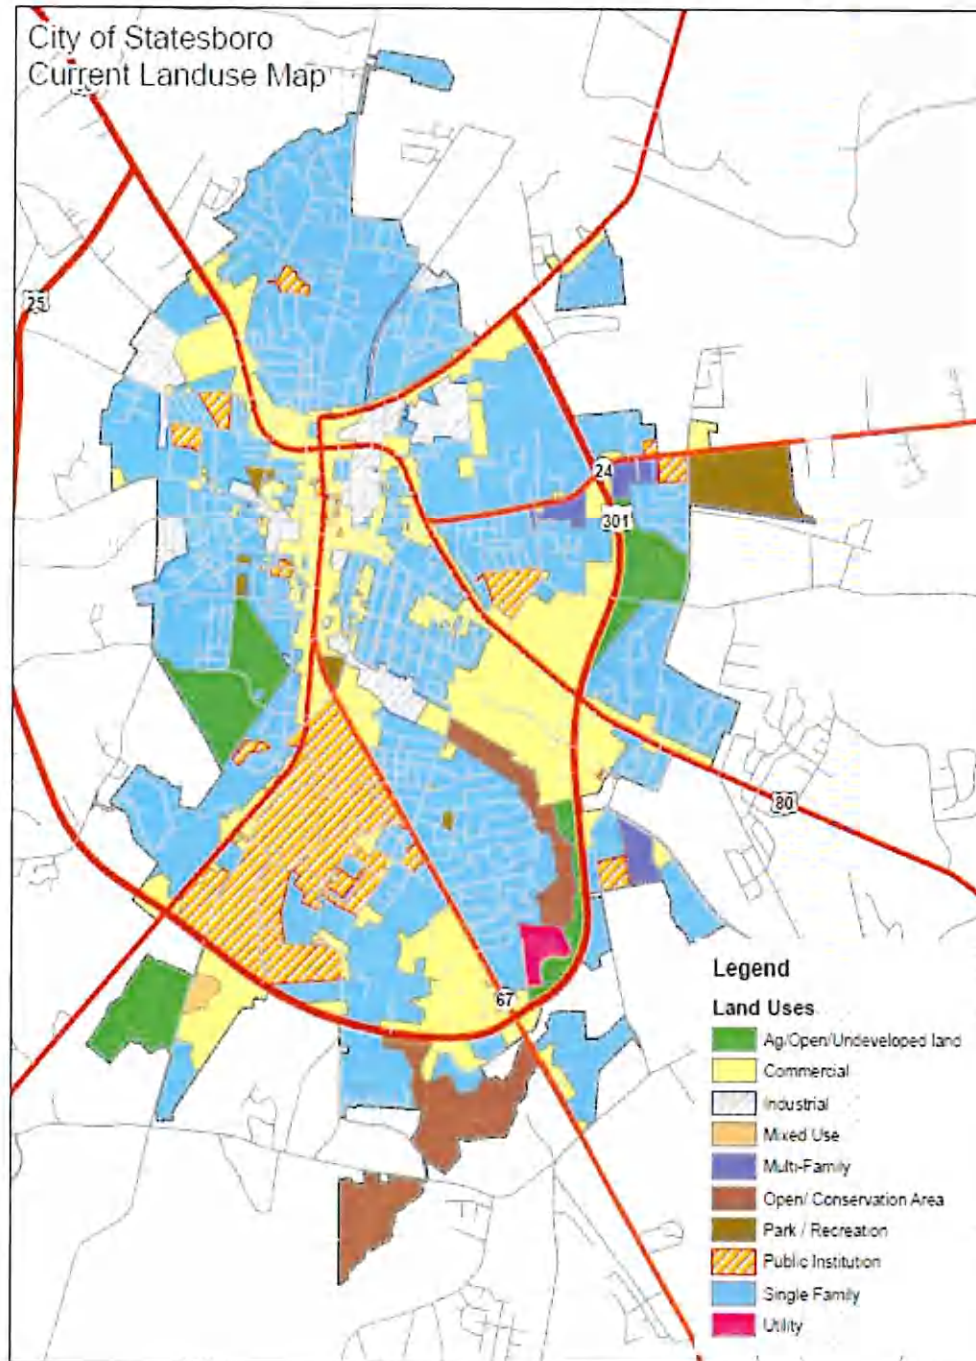 City of Statesboro
Current Landuse Map
25
24
301
80
67
Legend
Land Uses
Ag/Open/Undeveloped land
Commercial
Industrial
Mixed Use
Multi-Family
Open/ Conservation Area
Park / Recreation
Public Institution
Single Family
Utility